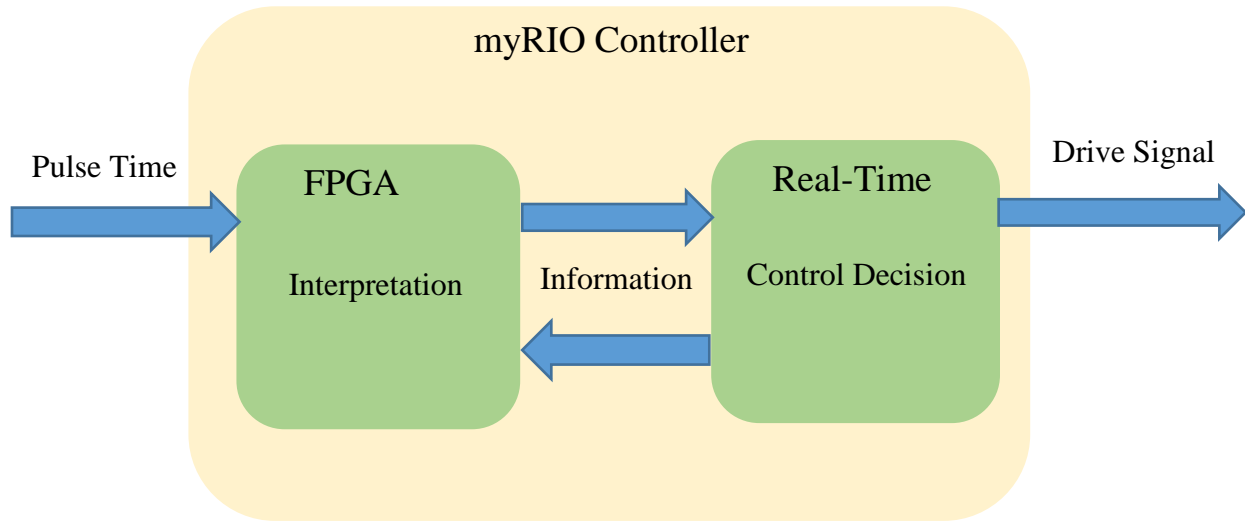 myRIO Controller
Pulse Time
FPGA
Real-Time
Drive Signal
Interpretation
Information
Control Decision